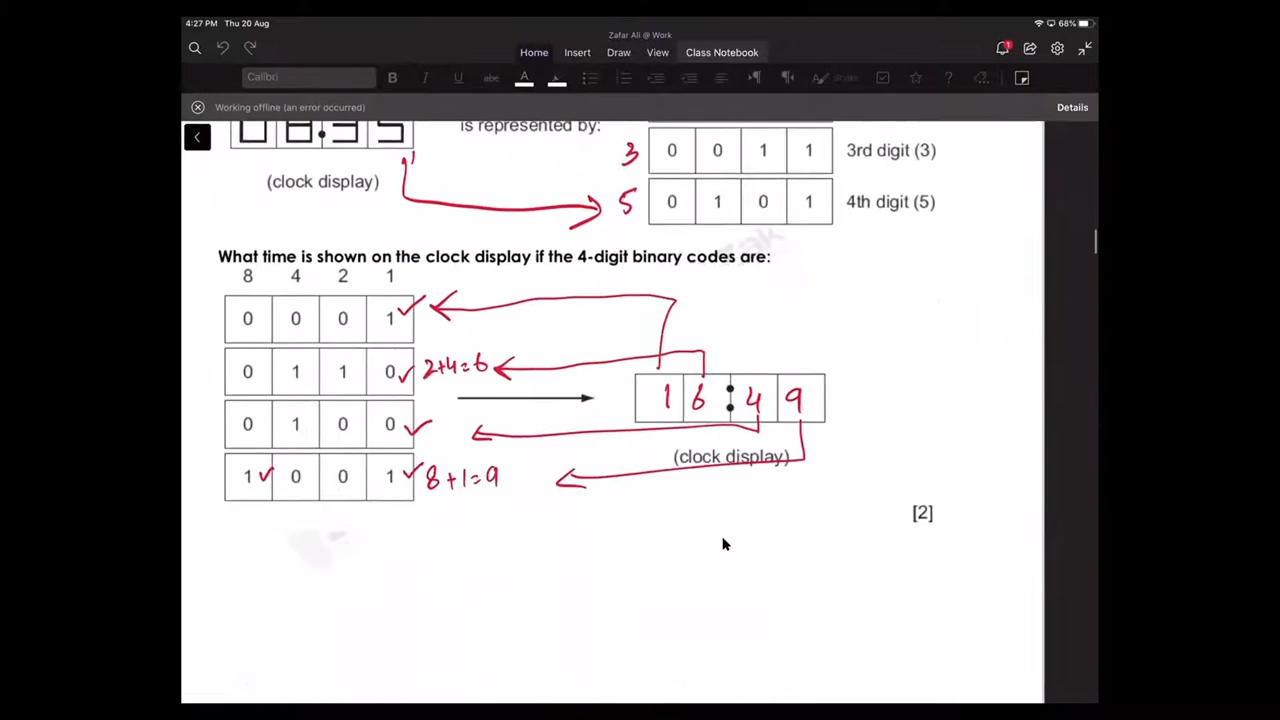 4:27 PM Thu 20 Aug
68%
Zafar Ali @ Work
Home Insert Draw View Class Notebook
1
Calibri B I U abc A
Working offline (an error occurred) Details
08:35 is represented by:
3 0 0 1 1 3rd digit (3)
(clock display)
5 0 1 0 1 4th digit (5)
What time is shown on the clock display if the 4-digit binary codes are:
8 4 2 1
0 0 0 1
0 1 1 0 2+4=6
1 6 : 4 9
0 1 0 0
(clock display)
1 0 0 1 8+1=9
[2]